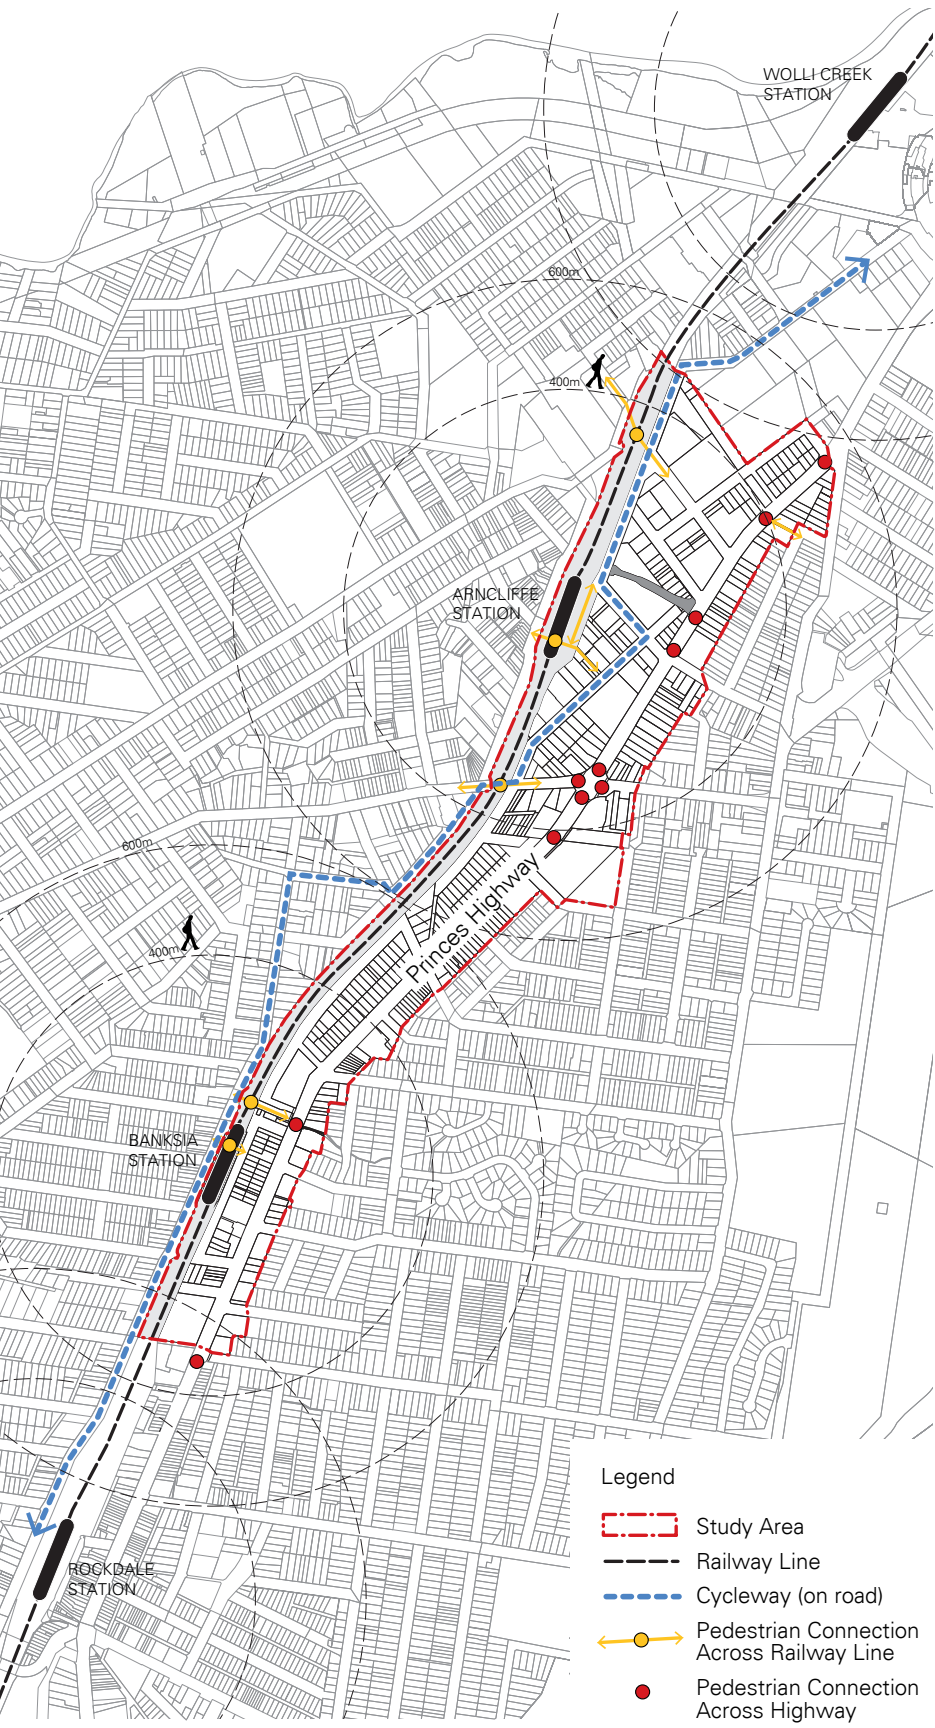 WOLLI CREEK
STATION
600m
400m
ARNCLIFFE
STATION
600m
Princes Highway
400m
BANKSIA
STATION
ROCKDALE
STATION
Legend
Study Area
Railway Line
Cycleway (on road)
Pedestrian Connection
Across Railway Line
Pedestrian Connection
Across Highway